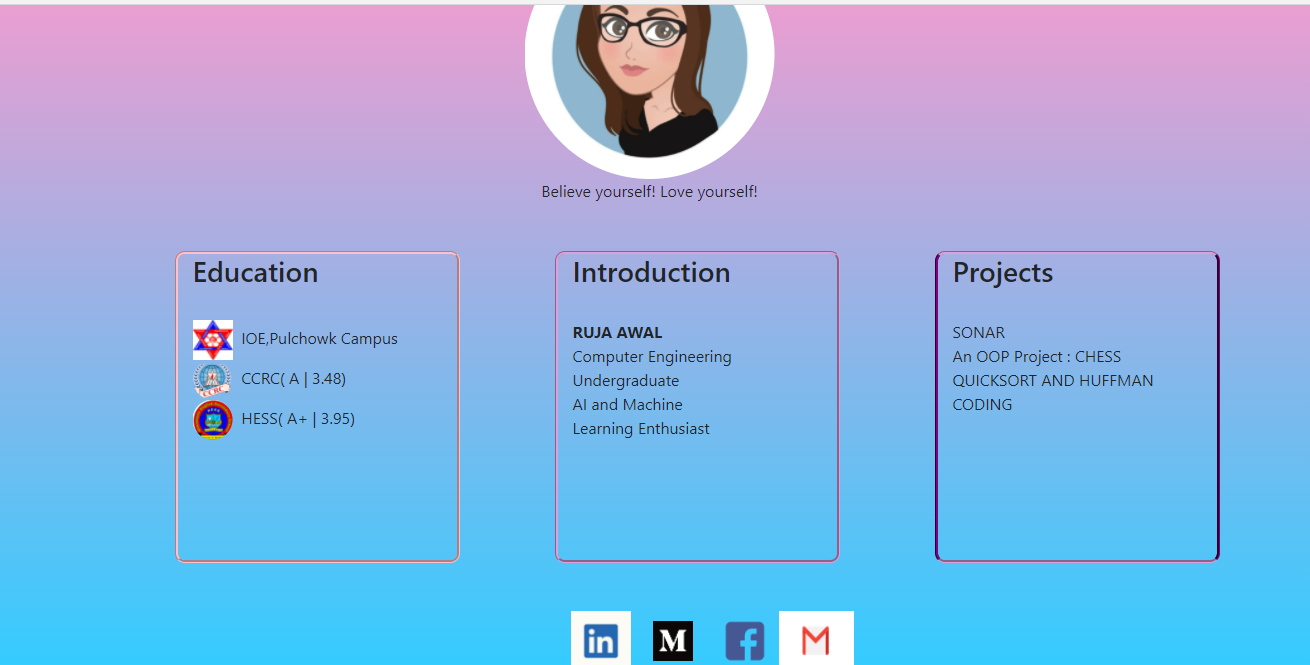 Believe yourself! Love yourself!
Education
IOE,Pulchowk Campus
CCRC
CCRC( A | 3.48)
HESS( A+ | 3.95)
Introduction
RUJA AWAL
Computer Engineering
Undergraduate
AI and Machine
Learning Enthusiast
Projects
SONAR
An OOP Project : CHESS
QUICKSORT AND HUFFMAN
CODING
in
M
f
M